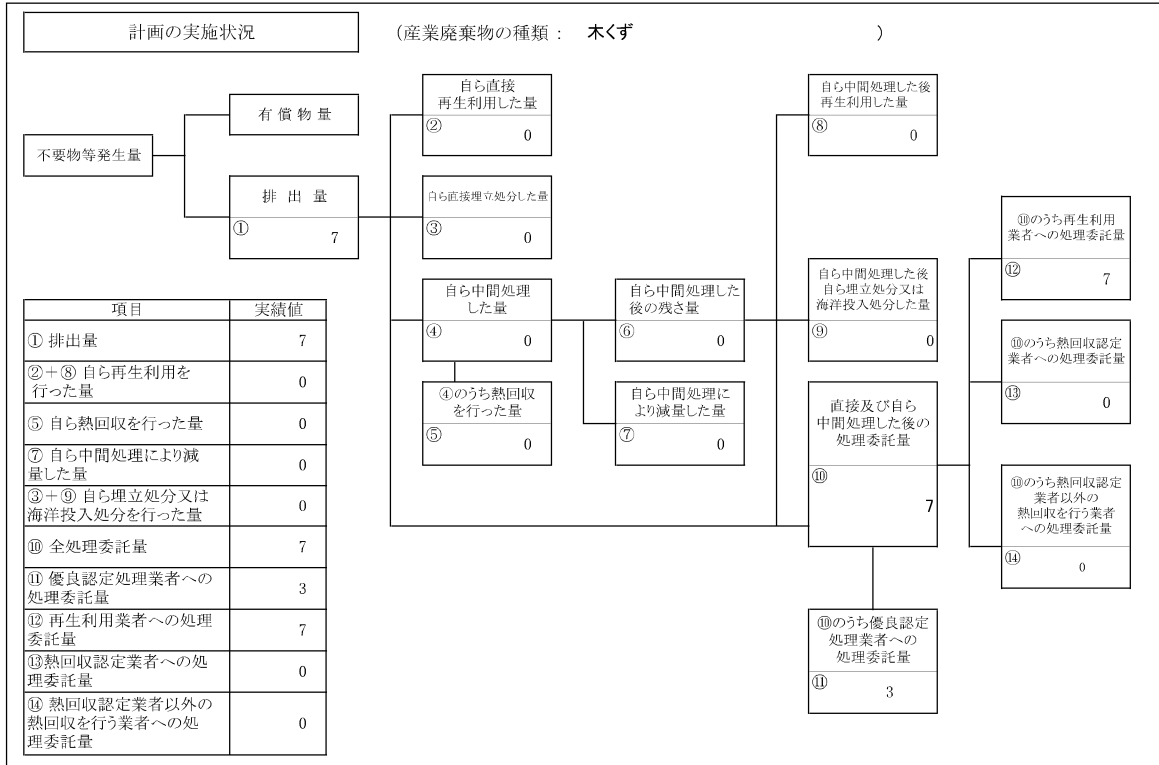 計画の実施状況
(産業廃棄物の種類： 木くず )
不要物等発生量
有償物量
排出量
①
7
自ら直接
再生利用した量
②
0
自ら直接埋立処分した量
③
0
自ら中間処理
した量
④
0
④のうち熱回収
を行った量
⑤
0
自ら中間処理した
後の残さ量
⑥
0
自ら中間処理に
より減量した量
⑦
0
自ら中間処理した後
再生利用した量
⑧
0
自ら中間処理した後
自ら埋立処分又は
海洋投入処分した量
⑨
0
直接及び自ら
中間処理した後の
処理委託量
⑩
7
⑩のうち優良認定
処理業者への
処理委託量
⑪
3
⑩のうち再生利用
業者への処理委託量
⑫
7
⑩のうち熱回収認定
業者への処理委託量
⑬
0
⑩のうち熱回収認定
業者以外の
熱回収を行う業者
への処理委託量
⑭
0
項目 実績値
① 排出量 7
②＋⑧ 自ら再生利用を
行った量 0
⑤ 自ら熱回収を行った量 0
⑦ 自ら中間処理により減
量した量 0
③＋⑨ 自ら埋立処分又は
海洋投入処分を行った量 0
⑩ 全処理委託量 7
⑪ 優良認定処理業者への
処理委託量 3
⑫ 再生利用業者への処理
委託量 7
⑬熱回収認定業者への処
理委託量 0
⑭ 熱回収認定業者以外の
熱回収を行う業者への処
理委託量 0